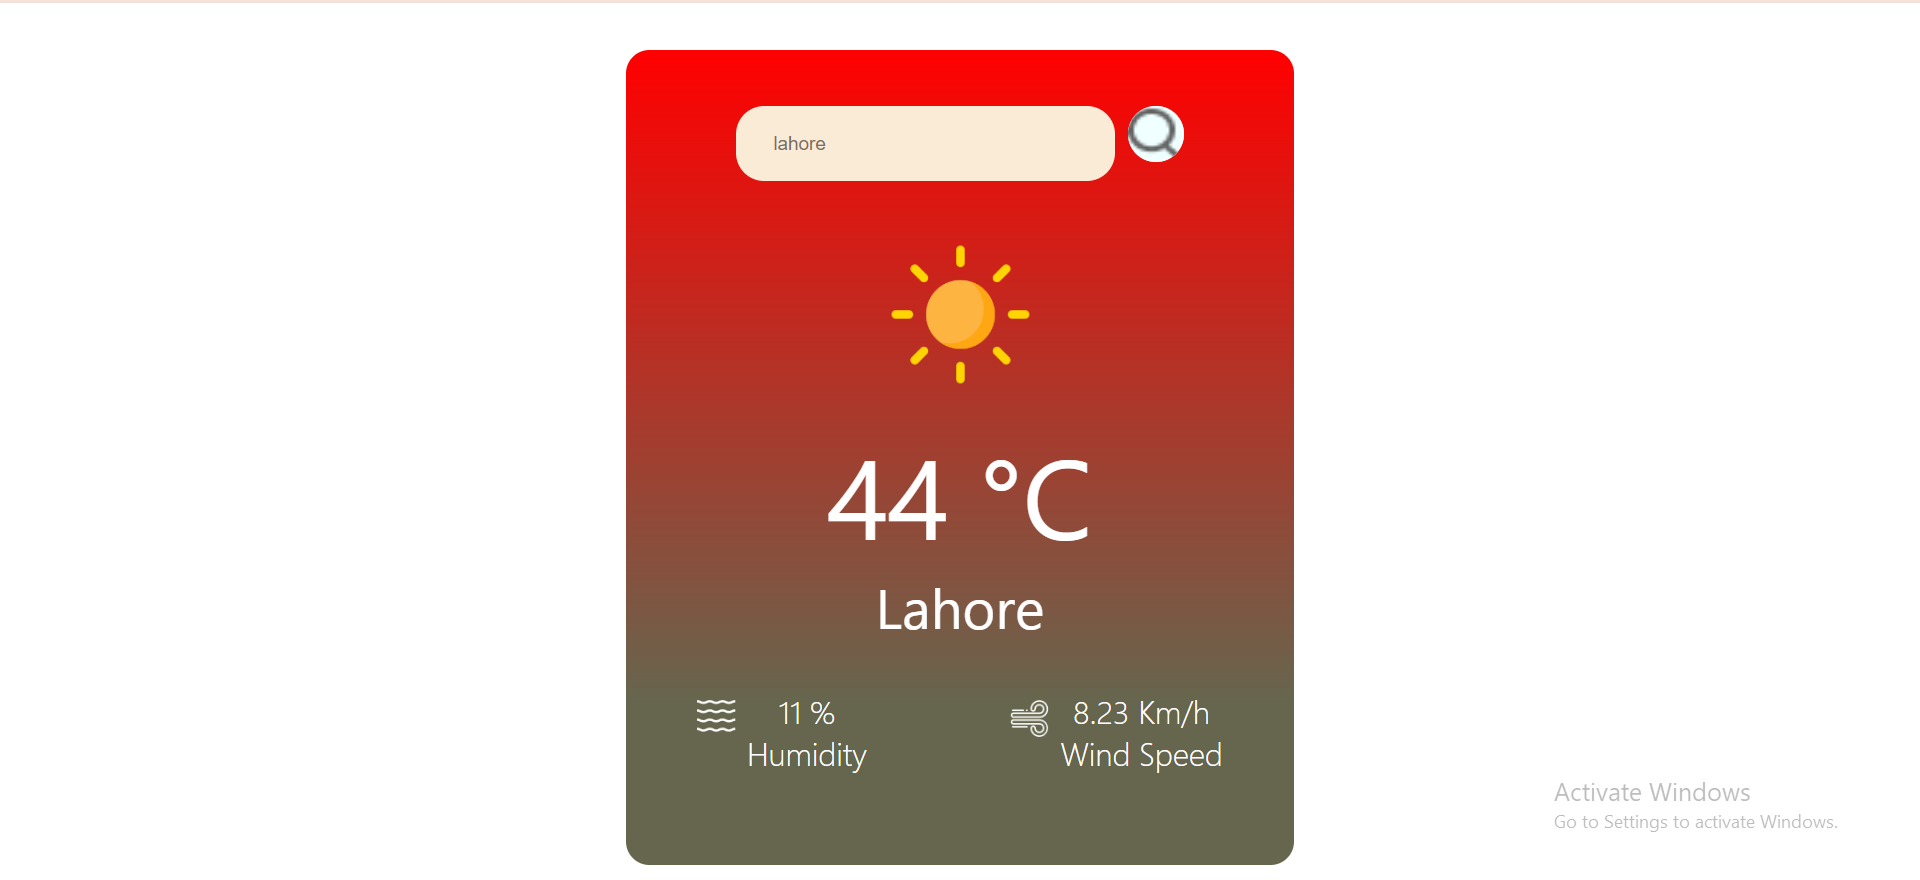 lahore
44 °C
Lahore
11 %
Humidity
8.23 Km/h
Wind Speed
Activate Windows
Go to Settings to activate Windows.